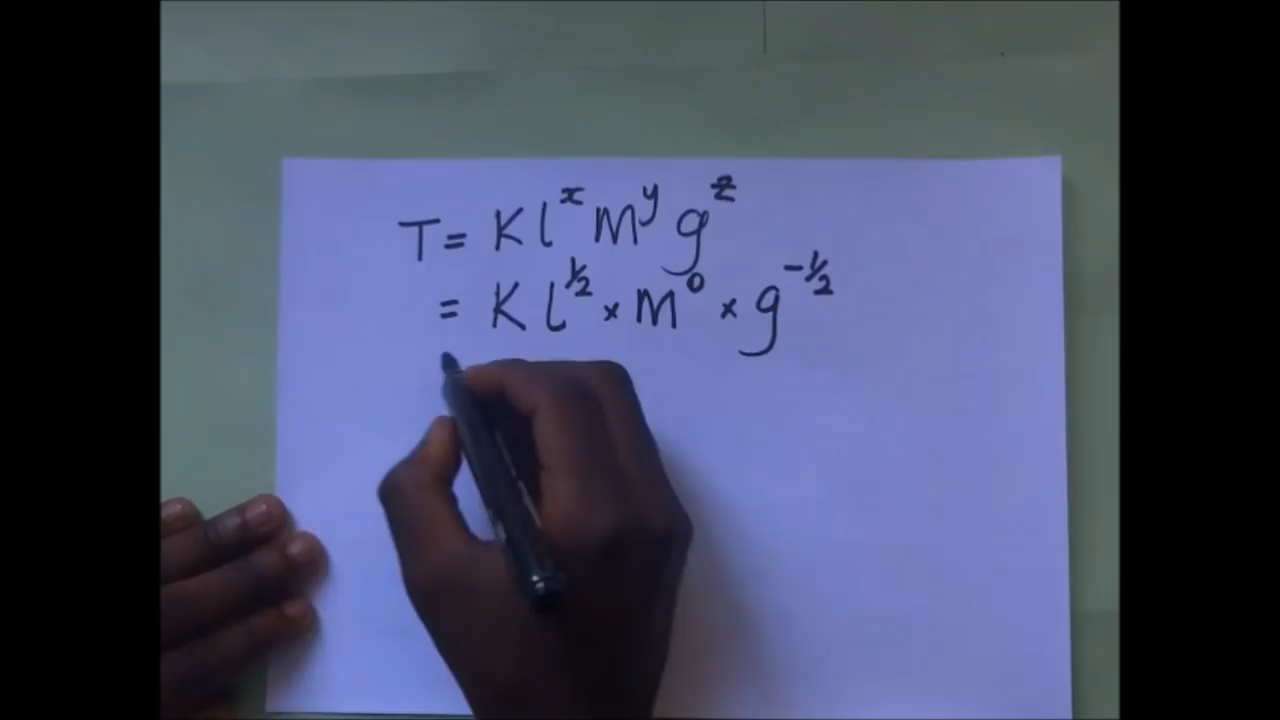 T = K l^x m^y g^z
= K l^½ × m^0 × g^-½